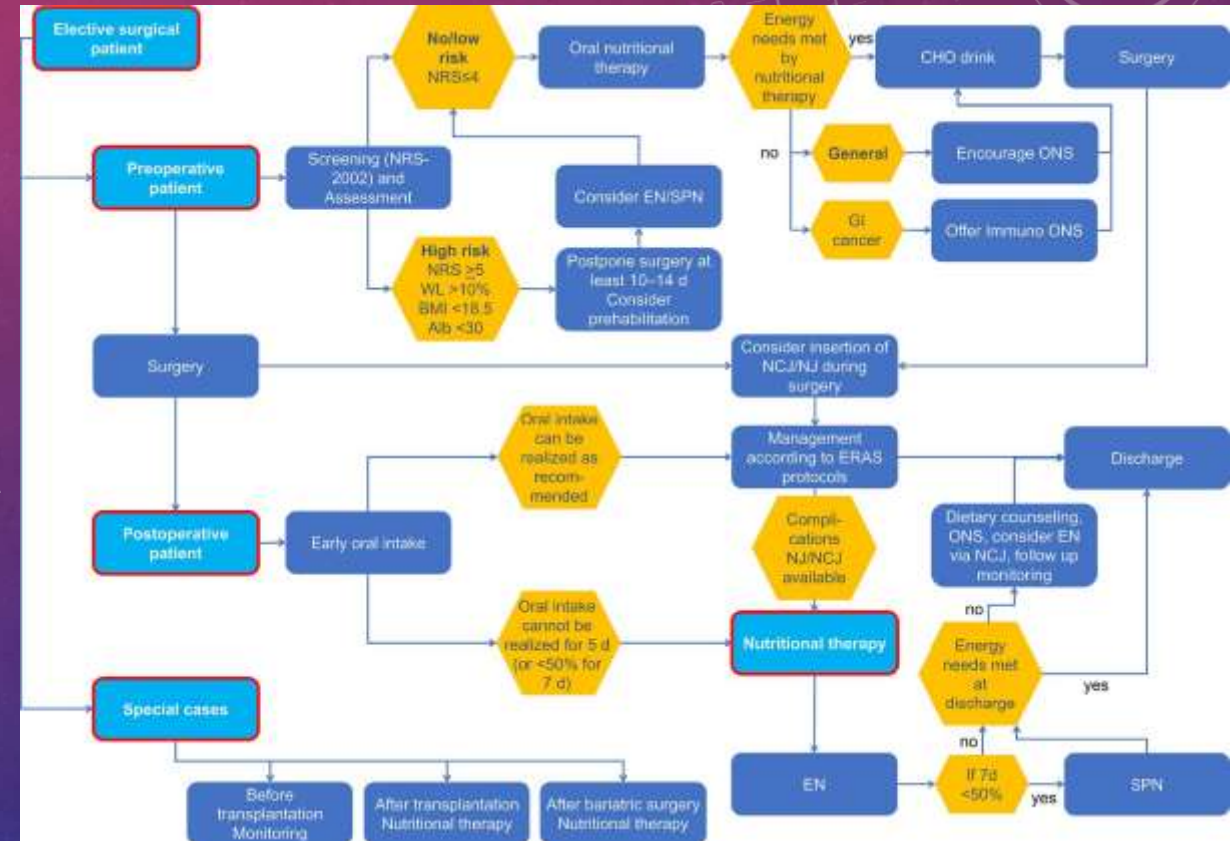 Elective surgical
patient
No/low
risk
NRS≤4
Oral nutritional
therapy
Energy
needs met
by
nutritional
therapy
yes
CHO drink
Surgery
no
General
Encourage ONS
GI
cancer
Offer Immuno ONS
Preoperative
patient
Screening (NRS-
2002) and
Assessment
Consider EN/SPN
High risk
NRS ≥5
WL >10%
BMI <18.5
Alb <30
Postpone surgery at
least 10–14 d
Consider
prehabilitation
Surgery
Consider insertion of
NCJ/NJ during
surgery
Oral intake
can be
realized as
recom-
mended
Management
according to ERAS
protocols
Discharge
Postoperative
patient
Early oral intake
Compli-
cations
NJ/NCJ
available
Dietary counseling,
ONS, consider EN
via NCJ, follow up
monitoring
Oral intake
cannot be
realized for 5 d
(or <50% for
7 d)
Nutritional therapy
no
Energy
needs met
at
discharge
yes
Special cases
no
EN
If 7d
<50%
yes
SPN
Before
transplantation
Monitoring
After transplantation
Nutritional therapy
After bariatric surgery
Nutritional therapy